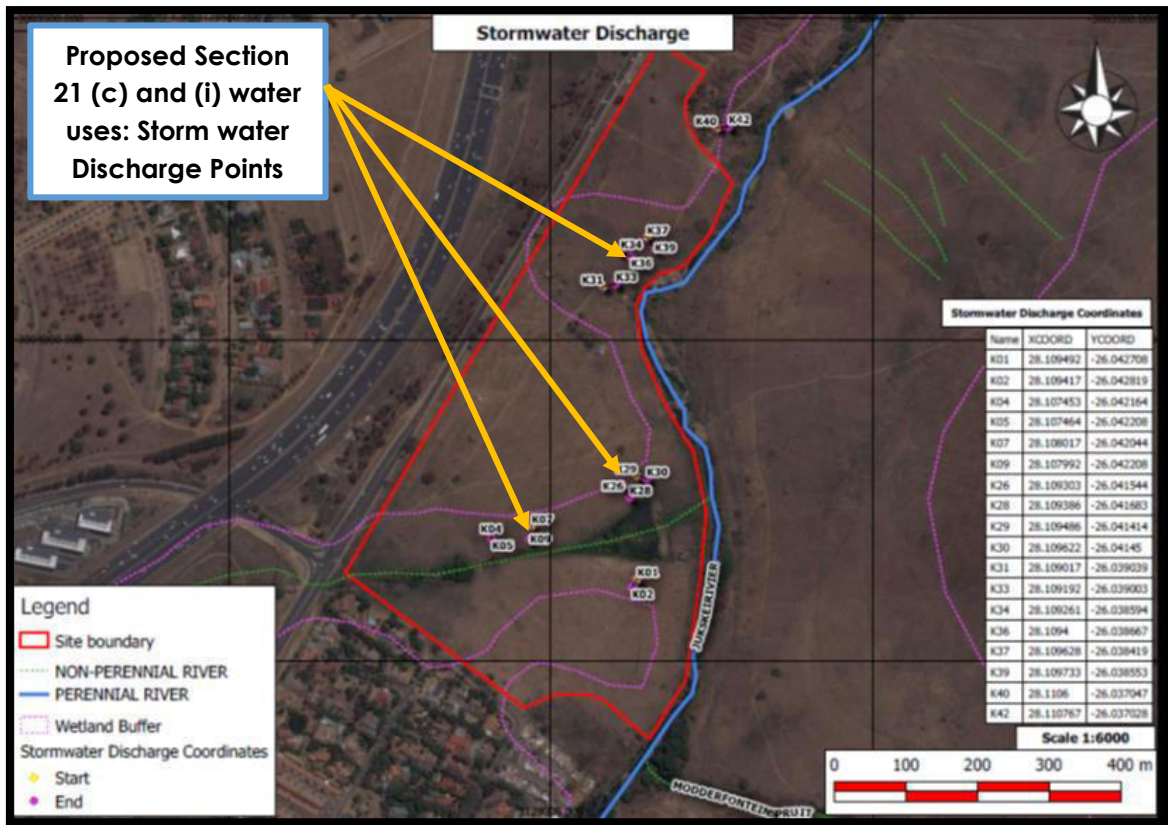 Stormwater Discharge
Proposed Section
21 (c) and (i) water
uses: Storm water
Discharge Points
K40
K42
K37
K34
K39
K36
K31
K33
K29
K30
K26
K28
K04
K07
K05
K09
K01
K02
JUKSKEIRIVIER
MODDERFONTEINSPRUIT
Stormwater Discharge Coordinates
Name XCOORD YCOORD
K01 28.109492 -26.042708
K02 28.109417 -26.042819
K04 28.107453 -26.042164
K05 28.107464 -26.042208
K07 28.108017 -26.042044
K09 28.107992 -26.042208
K26 28.109303 -26.041544
K28 28.109386 -26.041683
K29 28.109486 -26.041414
K30 28.109622 -26.04145
K31 28.109017 -26.039039
K33 28.109192 -26.039003
K34 28.109261 -26.038594
K36 28.1094 -26.038667
K37 28.109628 -26.038419
K39 28.109733 -26.038553
K40 28.1106 -26.037047
K42 28.110767 -26.037028
Scale 1:6000
0 100 200 300 400 m
Legend
Site boundary
NON-PERENNIAL RIVER
PERENNIAL RIVER
Wetland Buffer
Stormwater Discharge Coordinates
Start
End